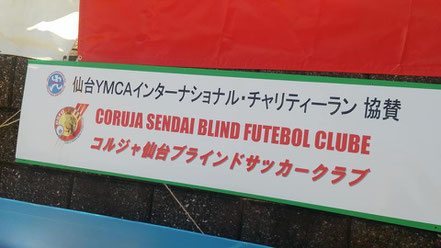 仙台YMCAインターナショナル・チャリティーラン 協賛
CORUJA SENDAI BLIND FUTEBOL CLUBE
コルジャ仙台ブラインドサッカークラブ